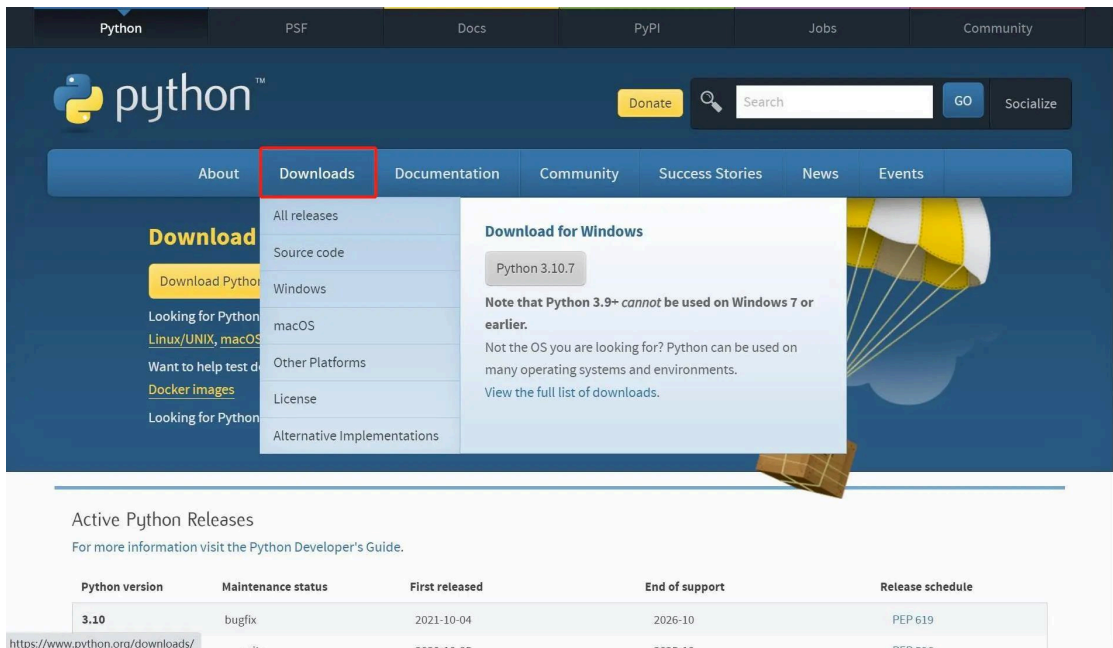 Python PSF Docs PyPI Jobs Community
python™
Donate Search GO Socialize
About Downloads Documentation Community Success Stories News Events
Download
Download Python
Looking for Python
Linux/UNIX, macOS
Want to help test
Docker images
Looking for Python
All releases
Source code
Windows
macOS
Other Platforms
License
Alternative Implementations
Download for Windows
Python 3.10.7
Note that Python 3.9+ cannot be used on Windows 7 or
earlier.
Not the OS you are looking for? Python can be used on
many operating systems and environments.
View the full list of downloads.
Active Python Releases
For more information visit the Python Developer's Guide.
Python version Maintenance status First released End of support Release schedule
3.10 bugfix 2021-10-04 2026-10 PEP 619
https://www.python.org/downloads/